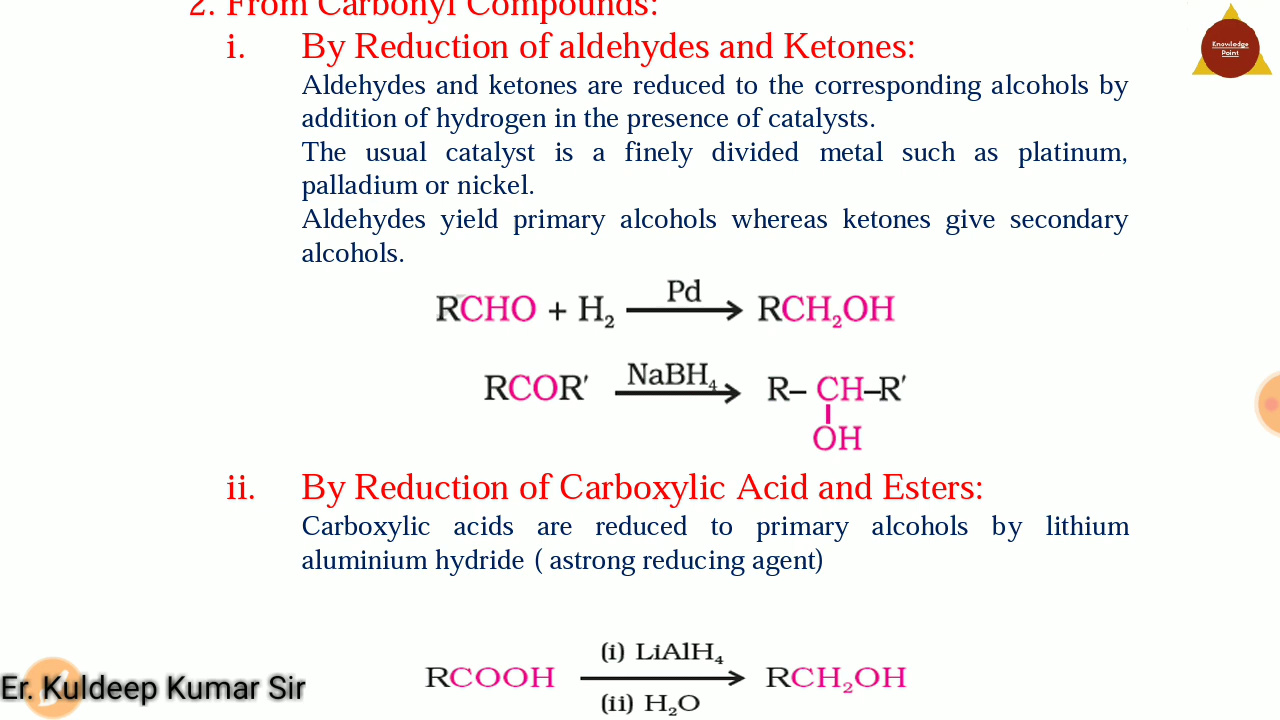 2. From Carbonyl Compounds:
i. By Reduction of aldehydes and Ketones:
Knowledge
Point
Aldehydes and ketones are reduced to the corresponding alcohols by
addition of hydrogen in the presence of catalysts.
The usual catalyst is a finely divided metal such as platinum,
palladium or nickel.
Aldehydes yield primary alcohols whereas ketones give secondary
alcohols.
RCHO + H₂ —Pd→ RCH₂OH
RCOR′ —NaBH₄→ R– CH–R′
OH
ii. By Reduction of Carboxylic Acid and Esters:
Carboxylic acids are reduced to primary alcohols by lithium
aluminium hydride ( astrong reducing agent)
(i) LiAlH₄
RCOOH → RCH₂OH
(ii) H₂O
Er. Kuldeep Kumar Sir